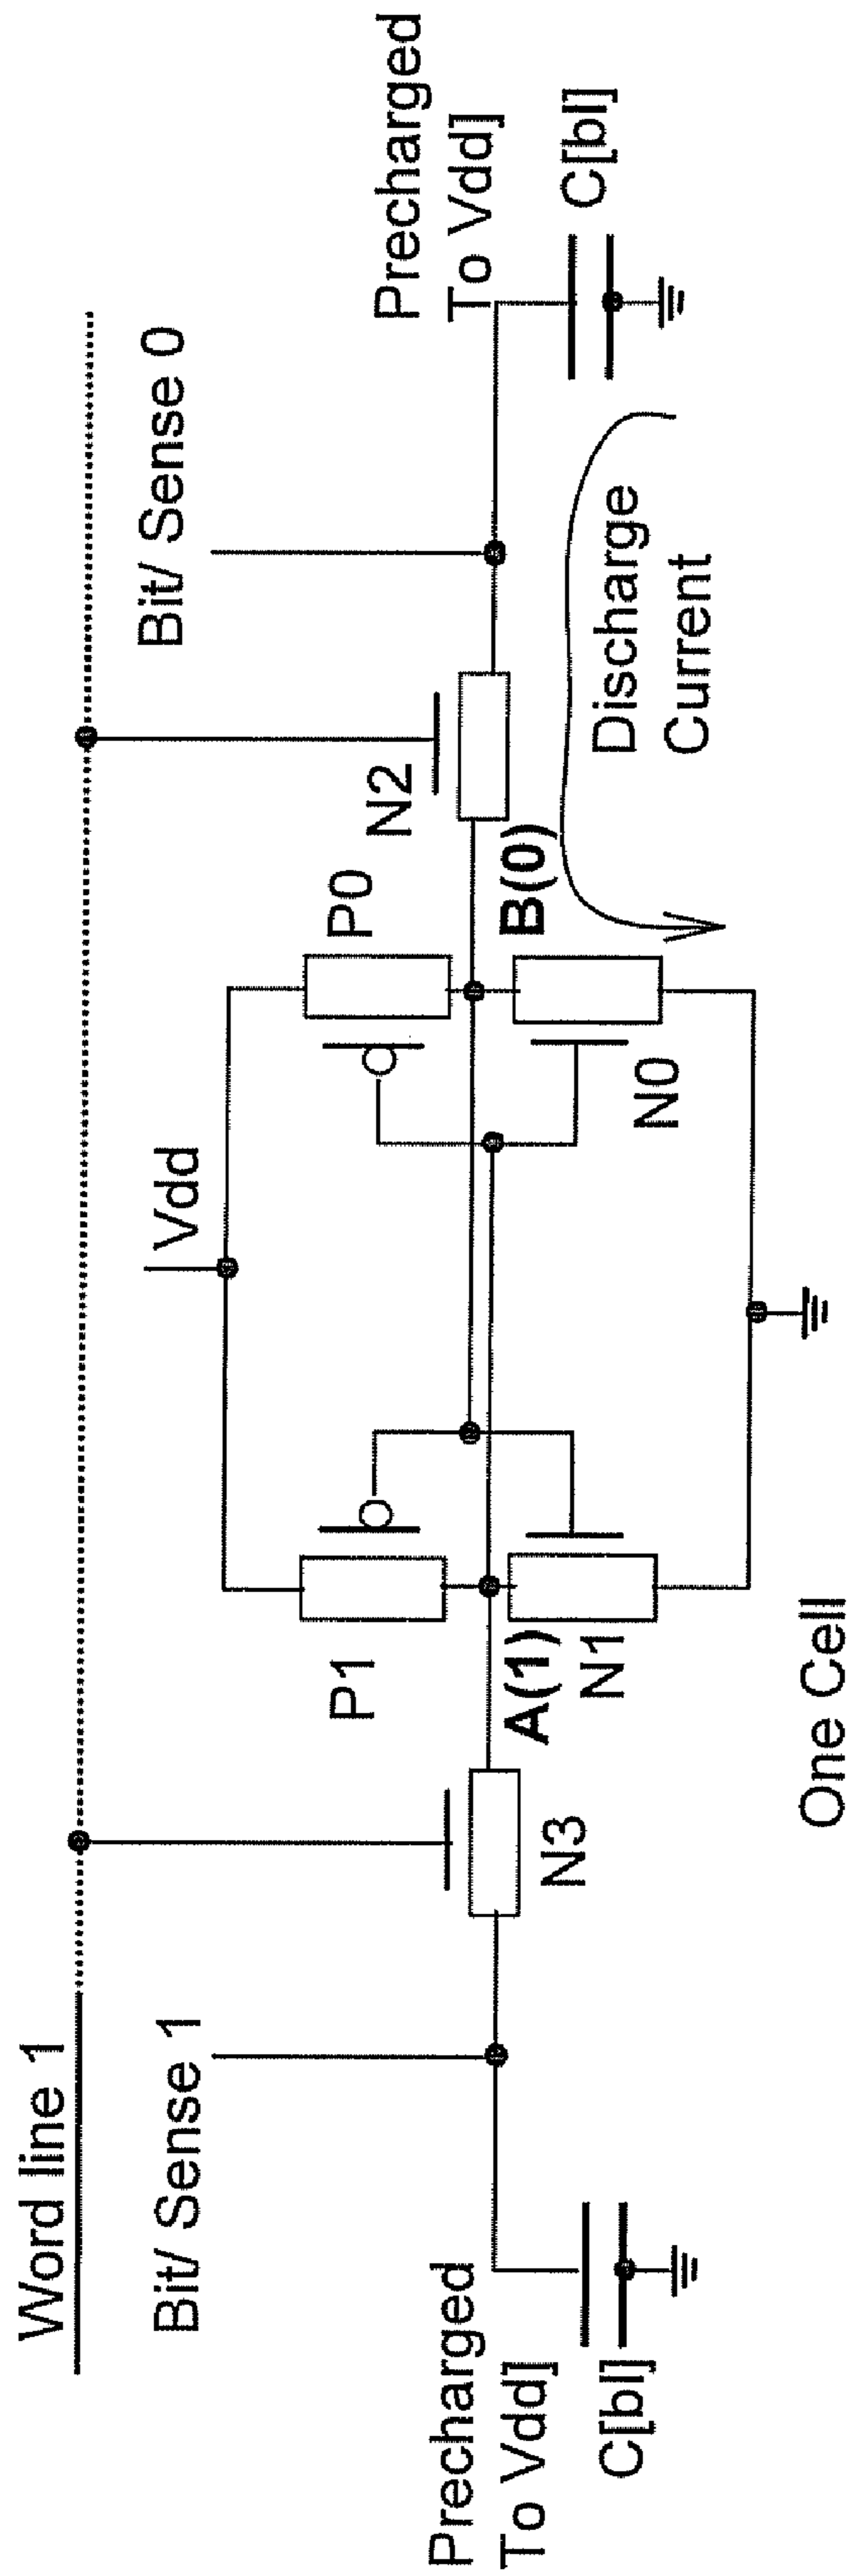 Word line 1
Bit/ Sense 1
Bit/ Sense 0
Vdd
Precharged
To Vdd]
C[bl]
Precharged
To Vdd]
C[bl]
P1
P0
N2
N3
A(1)
N1
B(0)
N0
Discharge
Current
One Cell